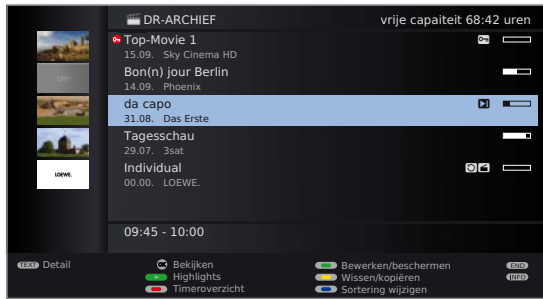 DR-ARCHIEF vrije capaciteit 68:42 uren
Top-Movie 1
15.09. Sky Cinema HD
Bon(n) jour Berlin
14.09. Phoenix
da capo
31.08. Das Erste
Tagesschau
29.07. 3sat
Individual
00.00. LOEWE.
LOEWE.
09:45 - 10:00
TEXT Detail OK Bekijken Bewerken/beschermen END
Highlights Wissen/kopiëren INFO
Timeroverzicht Sortering wijzigen